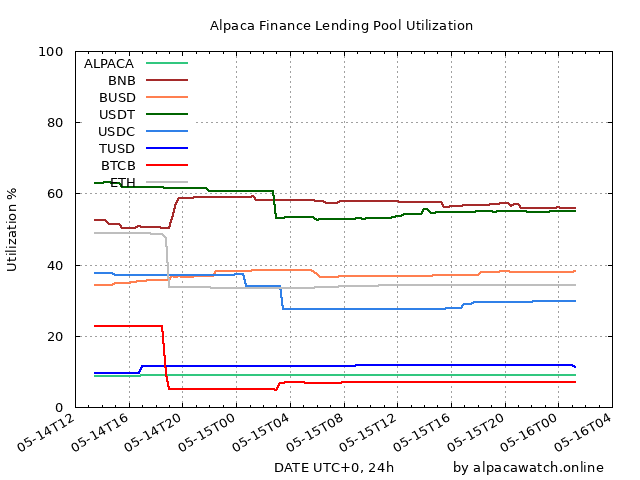 Alpaca Finance Lending Pool Utilization
100
80
60
40
20
0
Utilization %
ALPACA
BNB
BUSD
USDT
USDC
TUSD
BTCB
ETH
05-14T12
05-14T16
05-14T20
05-15T00
05-15T04
05-15T08
05-15T12
05-15T16
05-15T20
05-16T00
05-16T04
DATE UTC+0, 24h
by alpacawatch.online